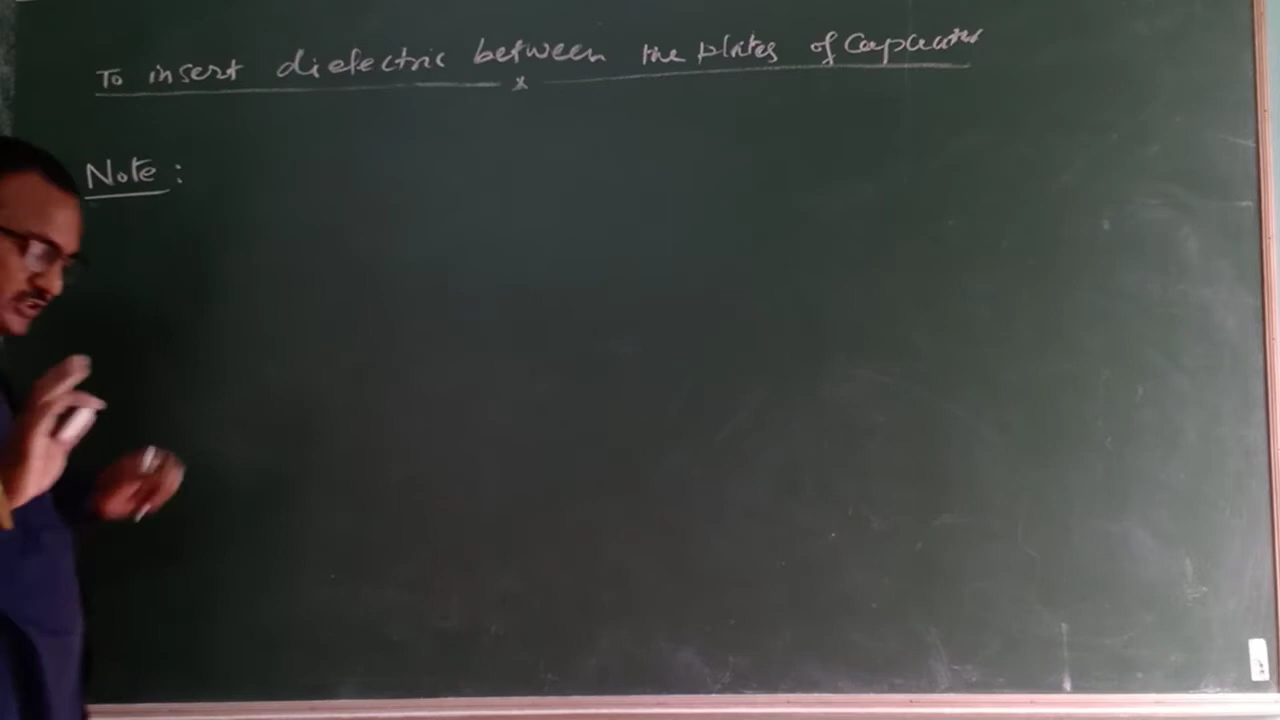 To insert dielectric between the plates of Capacitor
Note :